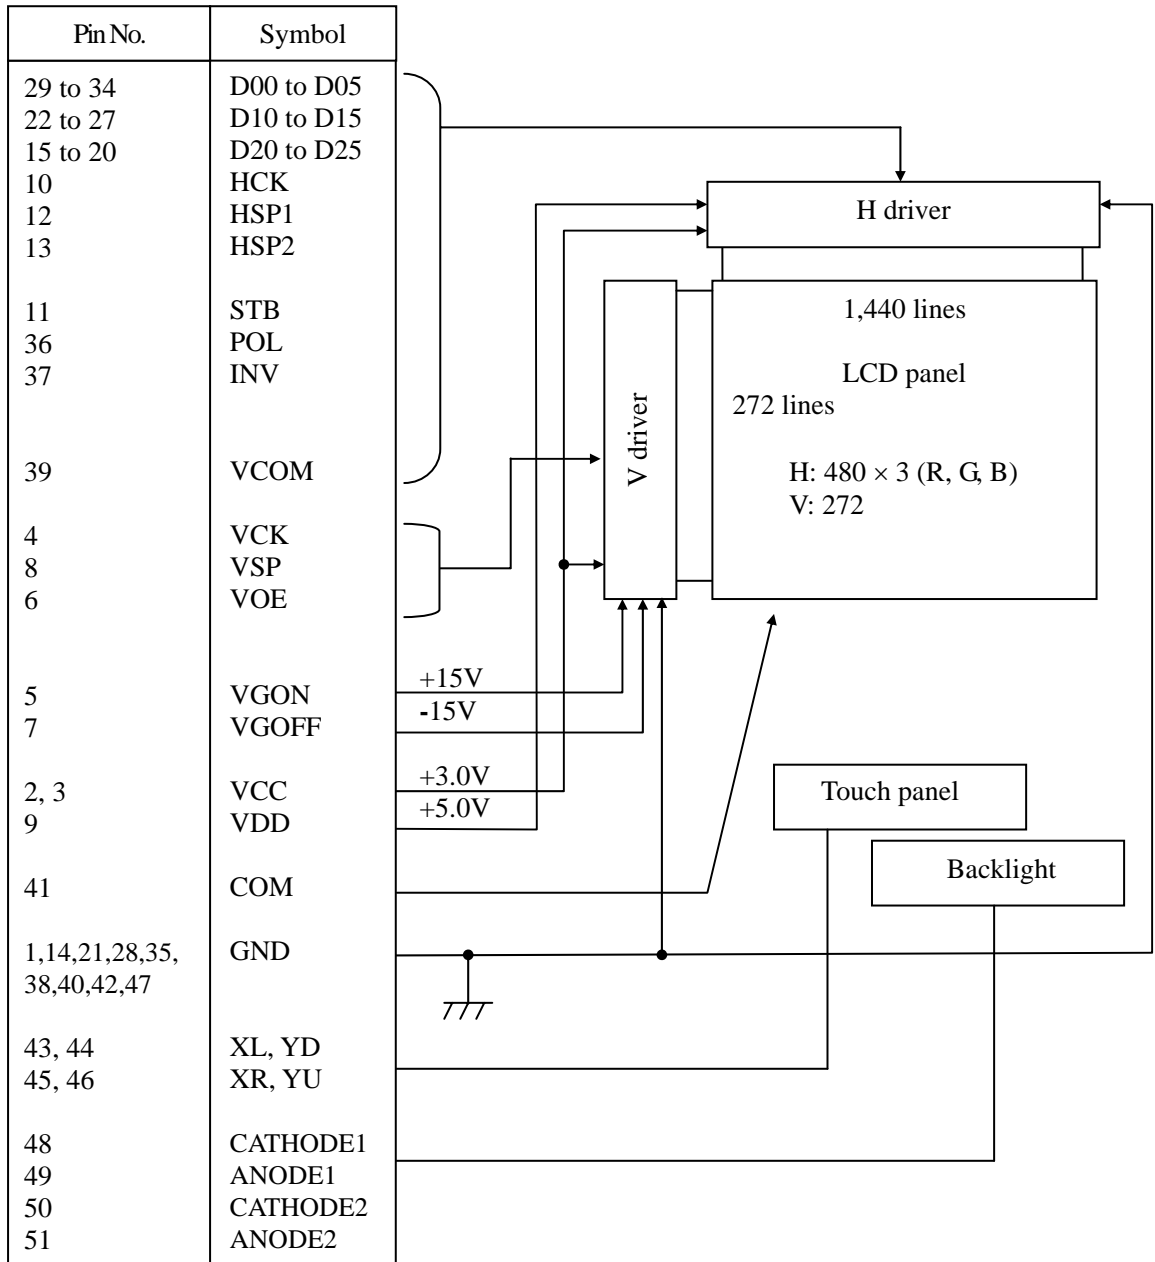 Pin No. Symbol
29 to 34 D00 to D05
22 to 27 D10 to D15
15 to 20 D20 to D25
10 HCK
12 HSP1
13 HSP2
11 STB
36 POL
37 INV
39 VCOM
4 VCK
8 VSP
6 VOE
5 VGON +15V
7 VGOFF -15V
2, 3 VCC +3.0V
9 VDD +5.0V
41 COM
1,14,21,28,35, GND
38,40,42,47
43, 44 XL, YD
45, 46 XR, YU
48 CATHODE1
49 ANODE1
50 CATHODE2
51 ANODE2
H driver
V driver
1,440 lines
LCD panel
272 lines
H: 480 × 3 (R, G, B)
V: 272
Touch panel
Backlight